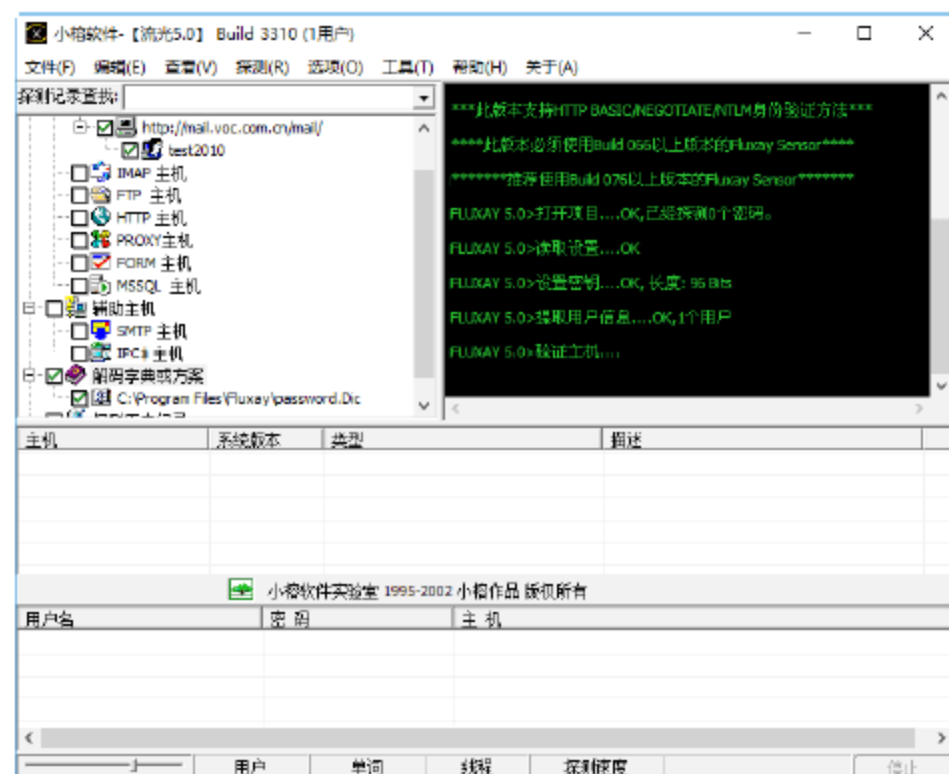 小榕软件-【流光5.0】 Build 3310 (1用户)
文件(F) 编辑(E) 查看(V) 探测(R) 选项(O) 工具(T) 帮助(H) 关于(A)
探测记录查找:
http://mail.voc.com.cn/mail/
test2010
IMAP 主机
FTP 主机
HTTP 主机
PROXY主机
FORM 主机
MSSQL 主机
辅助主机
SMTP 主机
IPC$ 主机
解码字典或方案
C:\Program Files\Fluxay\password.Dic
***此版本支持HTTP BASIC/NEGOTIATE/NTLM身份验证方法***
****此版本必须使用Build 066以上版本的Fluxay Sensor****
*******推荐使用Build 076以上版本的Fluxay Sensor*******
FLUXAY 5.0>打开项目....OK,已经探测0个密码。
FLUXAY 5.0>读取设置....OK
FLUXAY 5.0>设置密钥....OK, 长度: 96 Bits
FLUXAY 5.0>提取用户信息....OK,1个用户
FLUXAY 5.0>验证主机....
主机 系统版本 类型 描述
小榕软件实验室 1995-2002 小榕作品 版权所有
用户名 密 码 主 机
用户 单词 线程 探测速度 停止